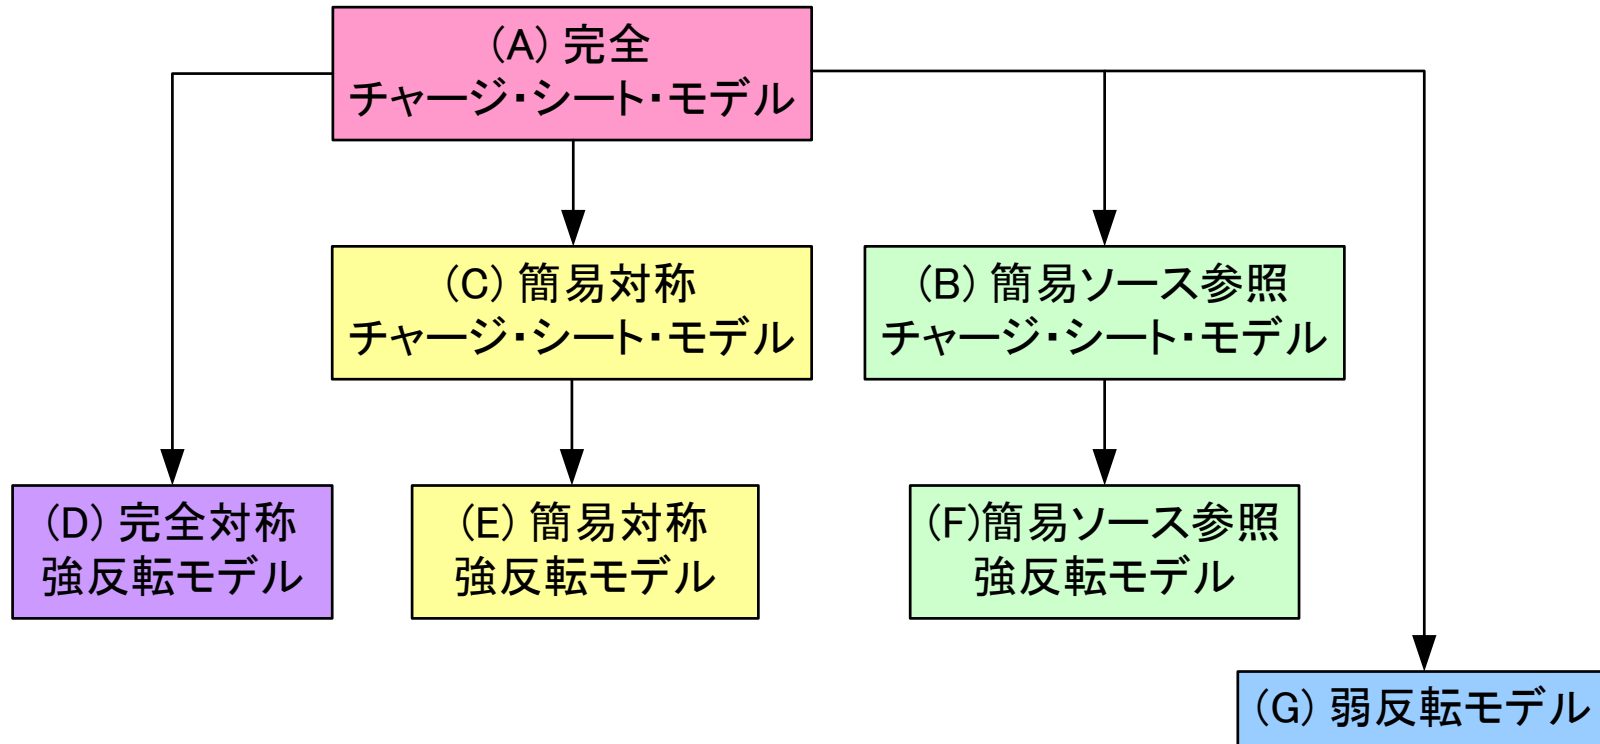 (A) 完全
チャージ・シート・モデル
(C) 簡易対称
チャージ・シート・モデル
(B) 簡易ソース参照
チャージ・シート・モデル
(D) 完全対称
強反転モデル
(E) 簡易対称
強反転モデル
(F)簡易ソース参照
強反転モデル
(G) 弱反転モデル